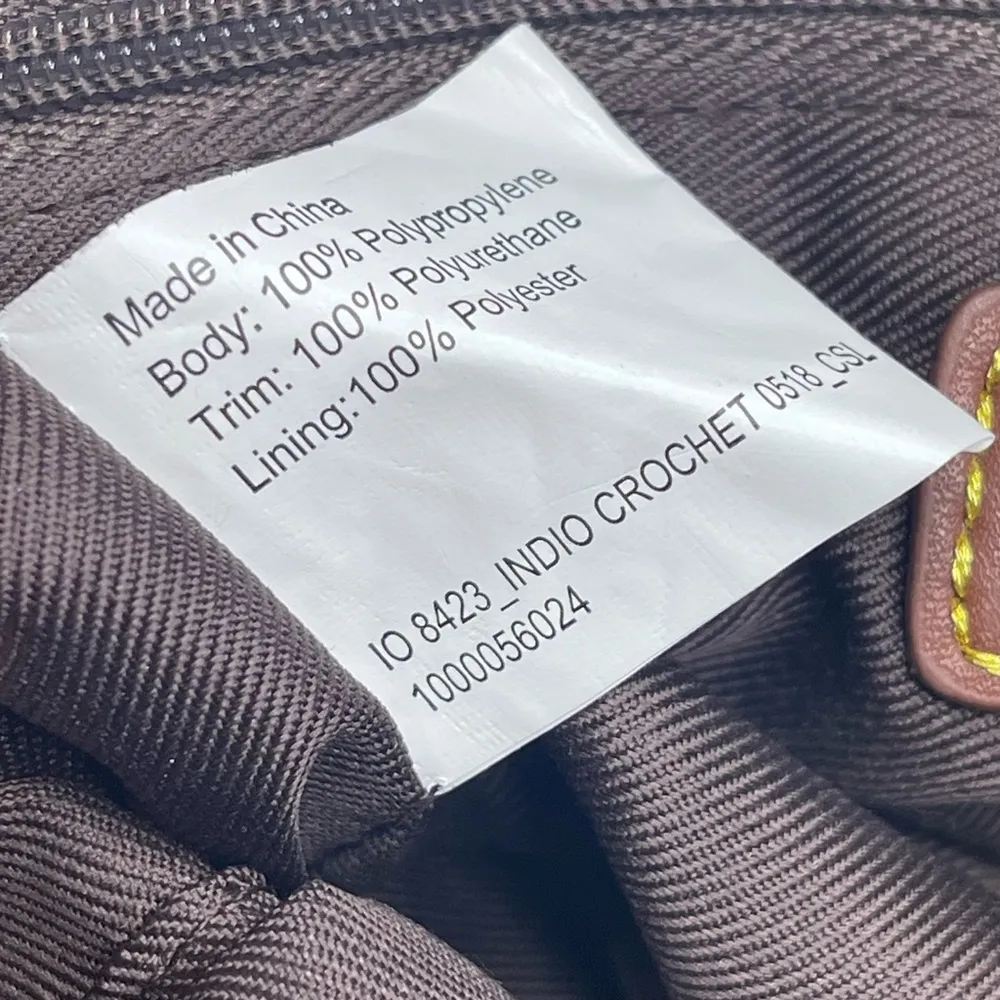 Made in China
Body: 100% Polypropylene
Trim: 100% Polyurethane
Lining:100% Polyester
IO 8423_INDIO CROCHET 0518_CSL
1000056024